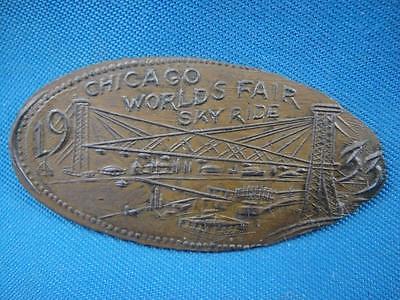 CHICAGO
WORLDS FAIR
SKY RIDE
19 33